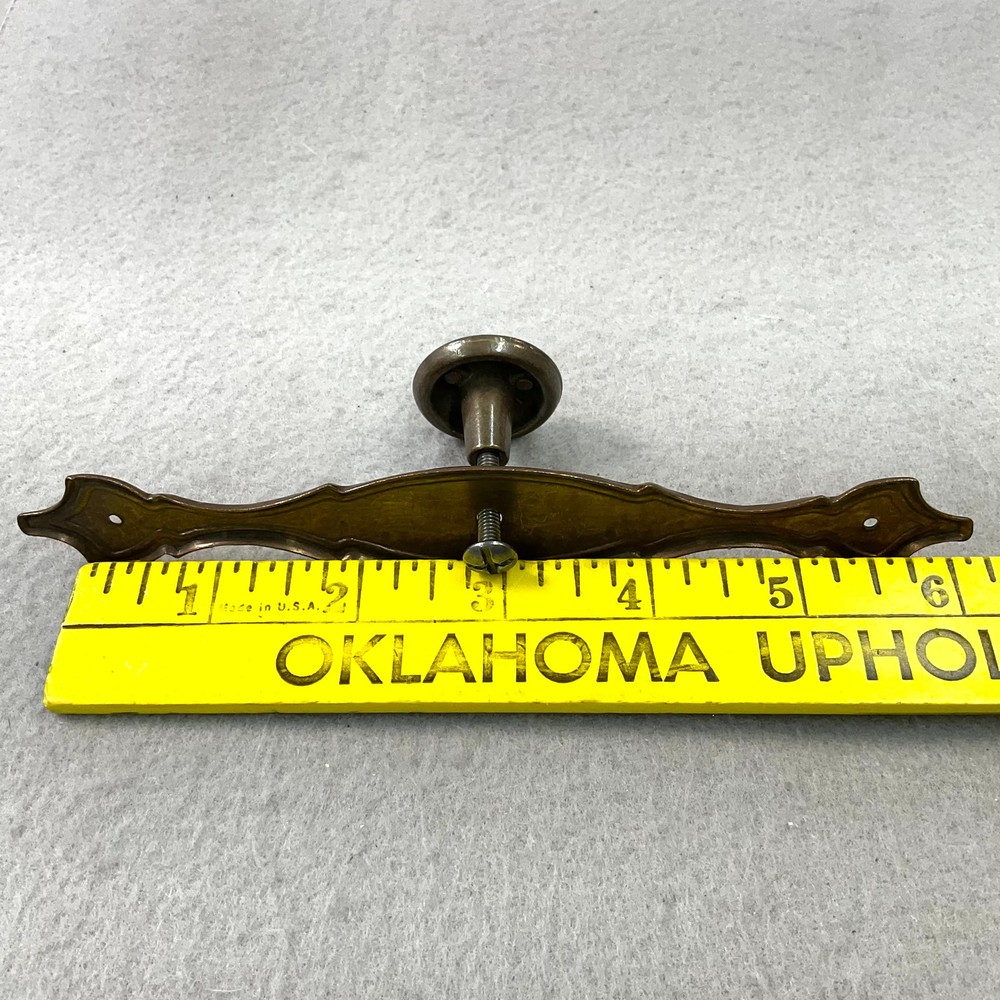 1 2 3 4 5 6
Made in U.S.A.
OKLAHOMA UPHOL